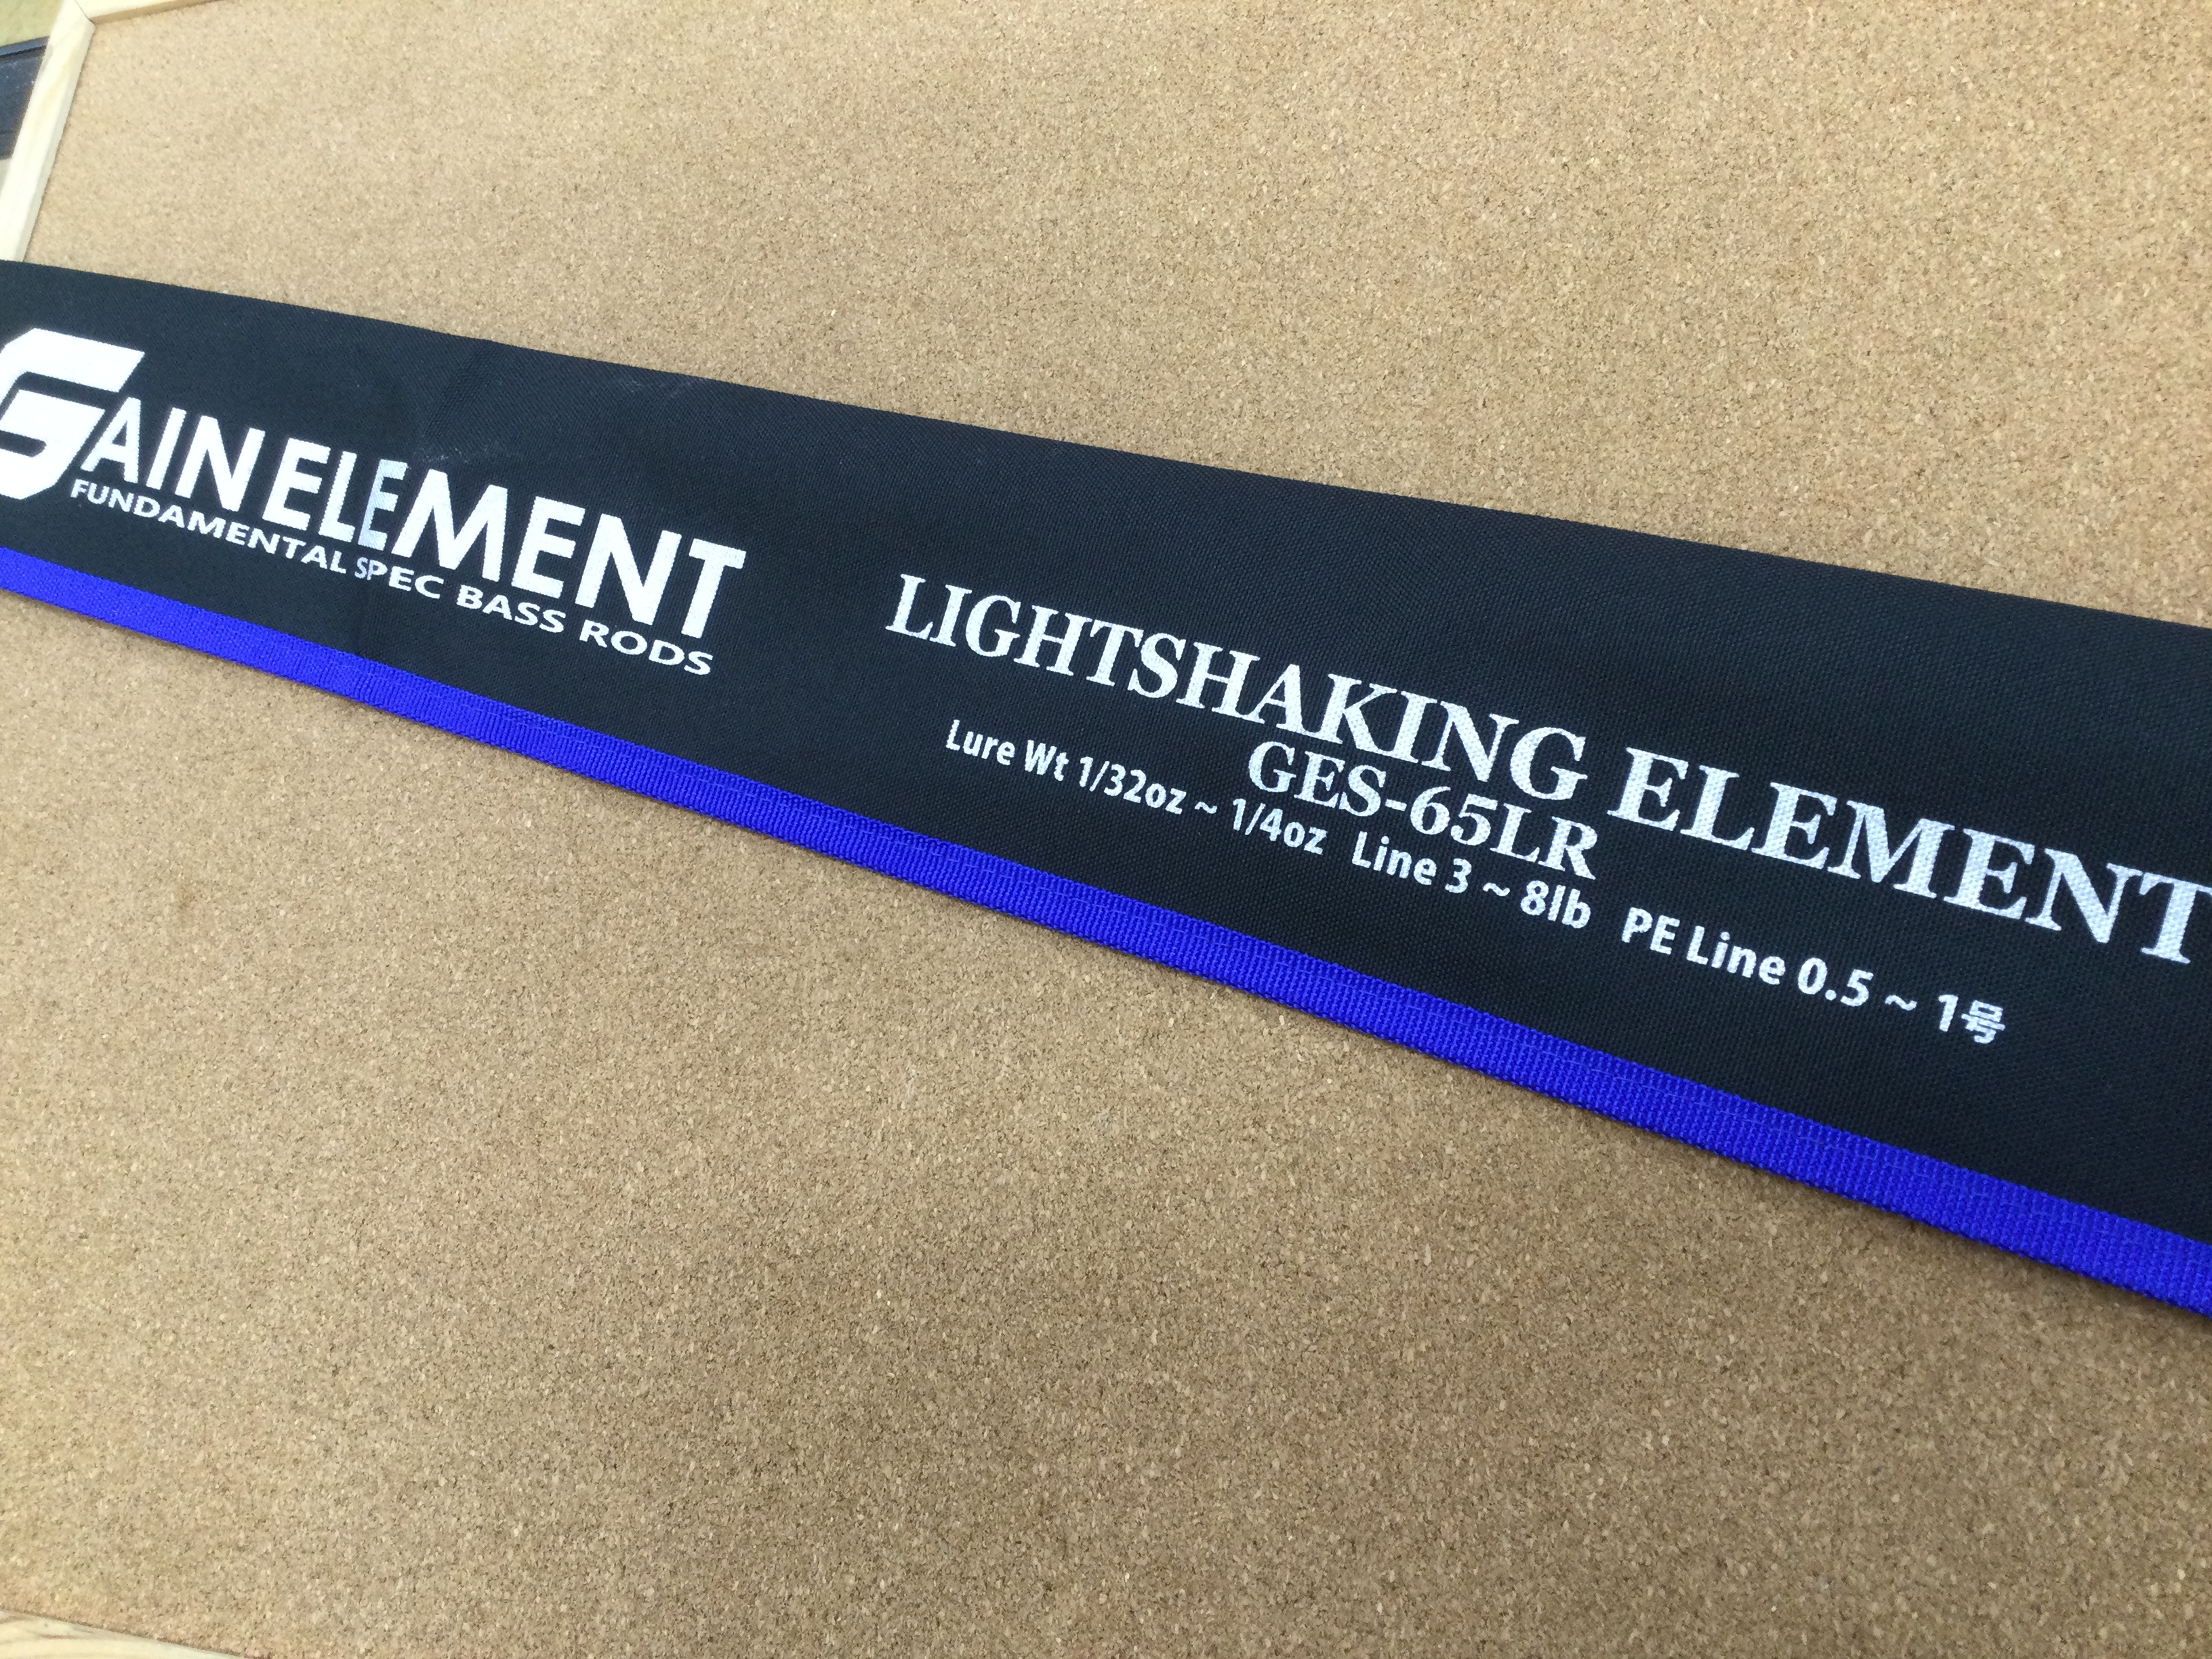 GAIN ELEMENT
FUNDAMENTAL SPEC BASS RODS
LIGHTSHAKING ELEMENT
GES-65LR
Lure Wt 1/32oz ~ 1/4oz Line 3 ~ 8lb PE Line 0.5 ~ 1号